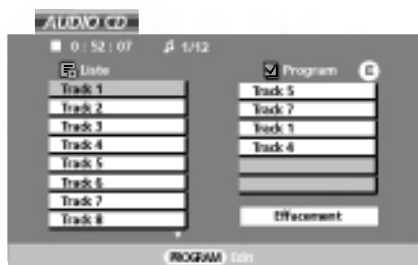 AUDIO CD
0 : 52 : 07 1/12
Liste
Track 1
Track 2
Track 3
Track 4
Track 5
Track 6
Track 7
Track 8
Program
Track 5
Track 7
Track 1
Track 4
Effacement
PROGRAM Edit